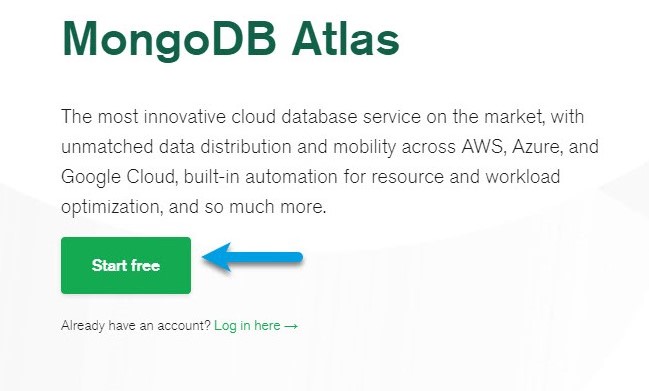 MongoDB Atlas
The most innovative cloud database service on the market, with
unmatched data distribution and mobility across AWS, Azure, and
Google Cloud, built-in automation for resource and workload
optimization, and so much more.
Start free
Already have an account? Log in here →